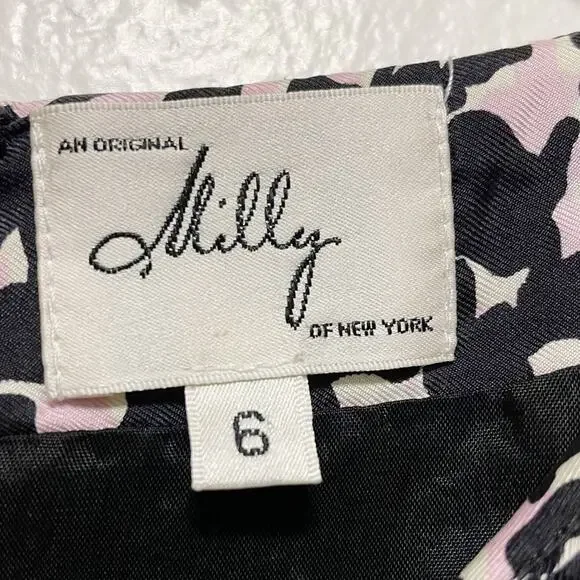 AN ORIGINAL
Milly
OF NEW YORK
6